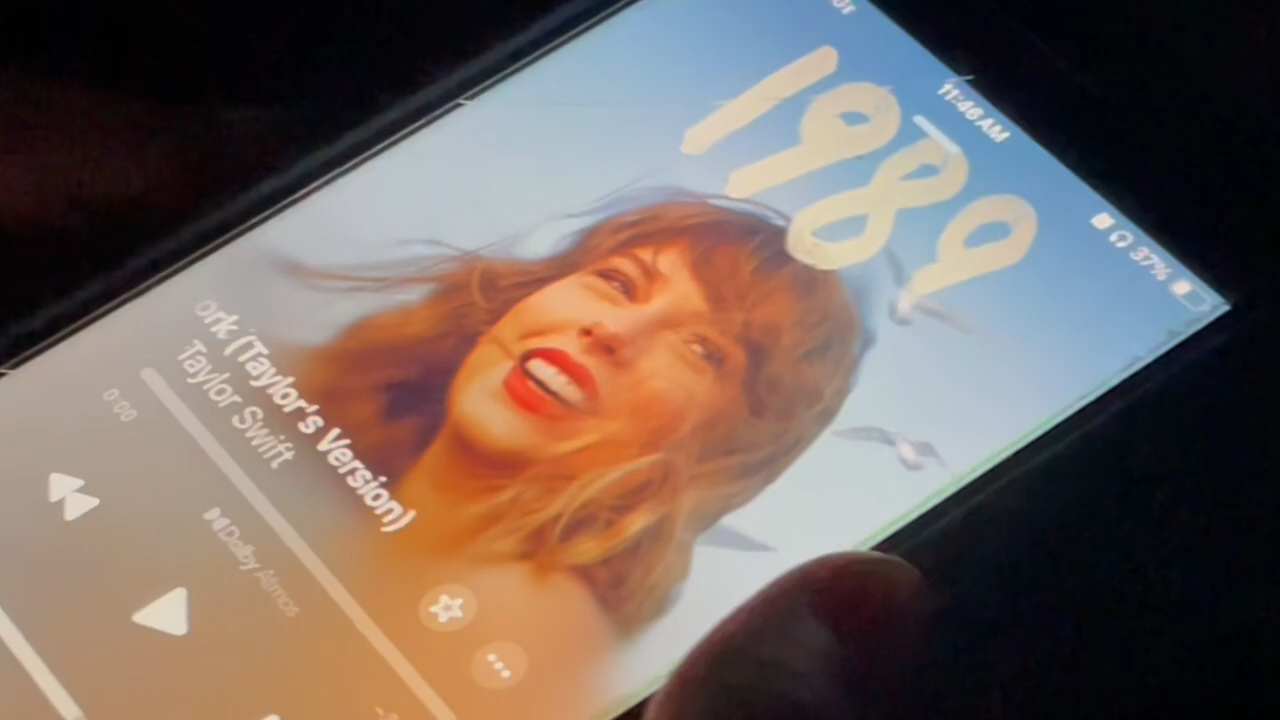 11:46 AM
37%
1989
ork (Taylor's Version)
Taylor Swift
0:00
Dolby Atmos